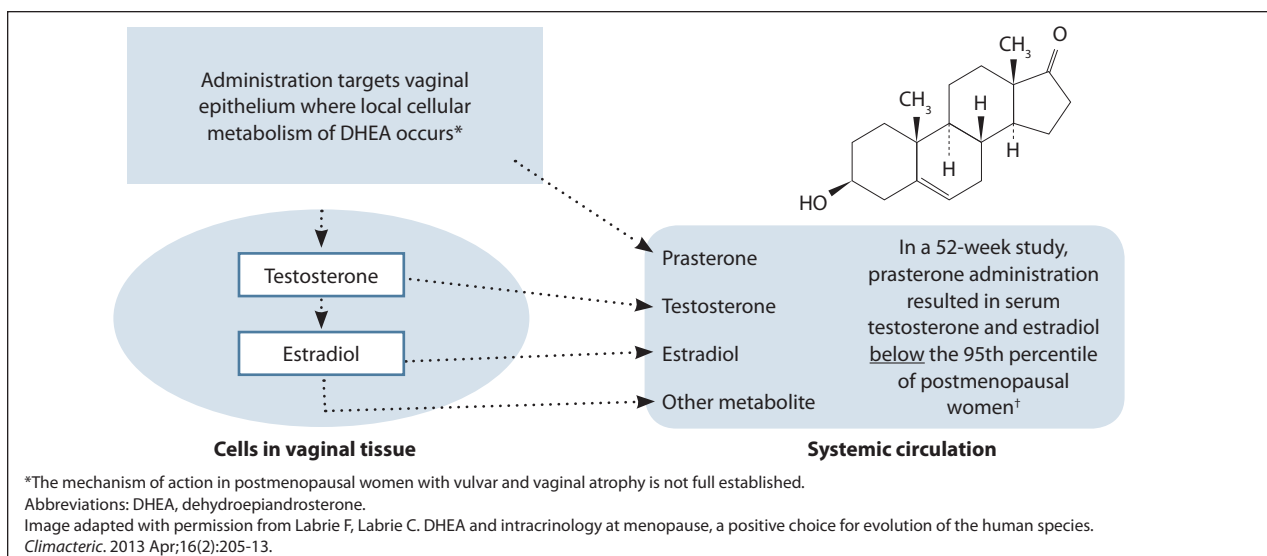 Administration targets vaginal
epithelium where local cellular
metabolism of DHEA occurs*
O
CH3
CH3
H
H
H
HO
Testosterone
Estradiol
Cells in vaginal tissue
Prasterone
Testosterone
Estradiol
Other metabolite
In a 52-week study,
prasterone administration
resulted in serum
testosterone and estradiol
below the 95th percentile
of postmenopausal
women†
Systemic circulation
*The mechanism of action in postmenopausal women with vulvar and vaginal atrophy is not full established.
Abbreviations: DHEA, dehydroepiandrosterone.
Image adapted with permission from Labrie F, Labrie C. DHEA and intracrinology at menopause, a positive choice for evolution of the human species.
Climacteric. 2013 Apr;16(2):205-13.